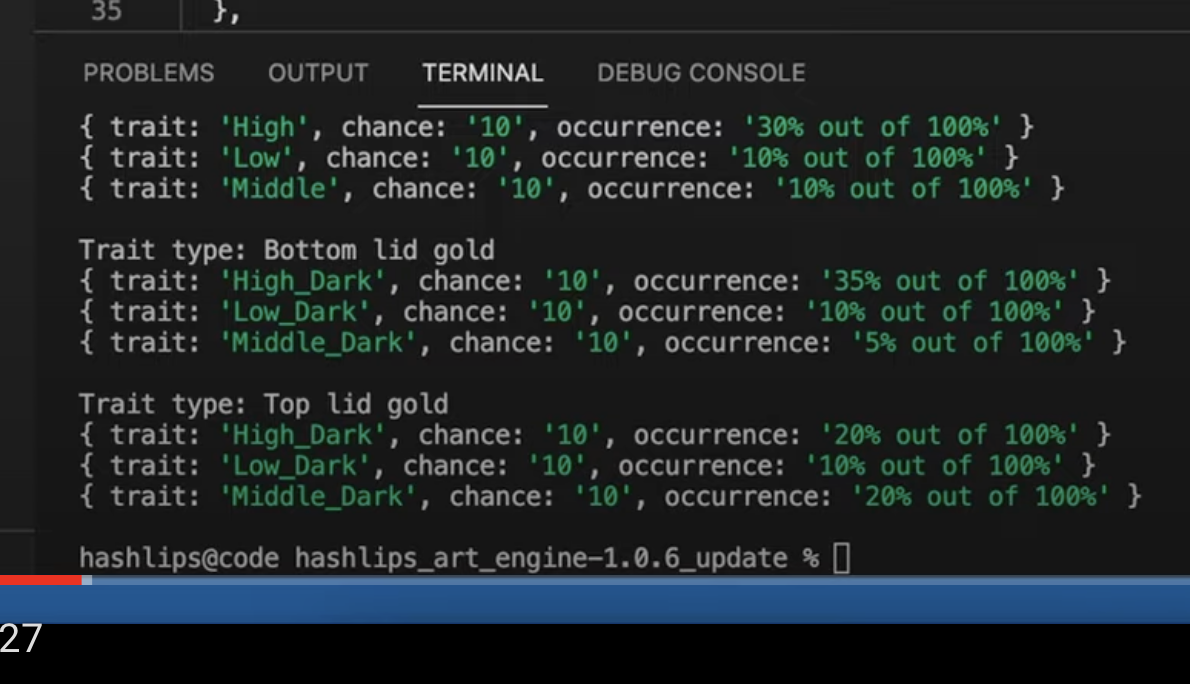 35 },
PROBLEMS OUTPUT TERMINAL DEBUG CONSOLE
{ trait: 'High', chance: '10', occurrence: '30% out of 100%' }
{ trait: 'Low', chance: '10', occurrence: '10% out of 100%' }
{ trait: 'Middle', chance: '10', occurrence: '10% out of 100%' }
Trait type: Bottom lid gold
{ trait: 'High_Dark', chance: '10', occurrence: '35% out of 100%' }
{ trait: 'Low_Dark', chance: '10', occurrence: '10% out of 100%' }
{ trait: 'Middle_Dark', chance: '10', occurrence: '5% out of 100%' }
Trait type: Top lid gold
{ trait: 'High_Dark', chance: '10', occurrence: '20% out of 100%' }
{ trait: 'Low_Dark', chance: '10', occurrence: '10% out of 100%' }
{ trait: 'Middle_Dark', chance: '10', occurrence: '20% out of 100%' }
hashlips@code hashlips_art_engine-1.0.6_update %
27